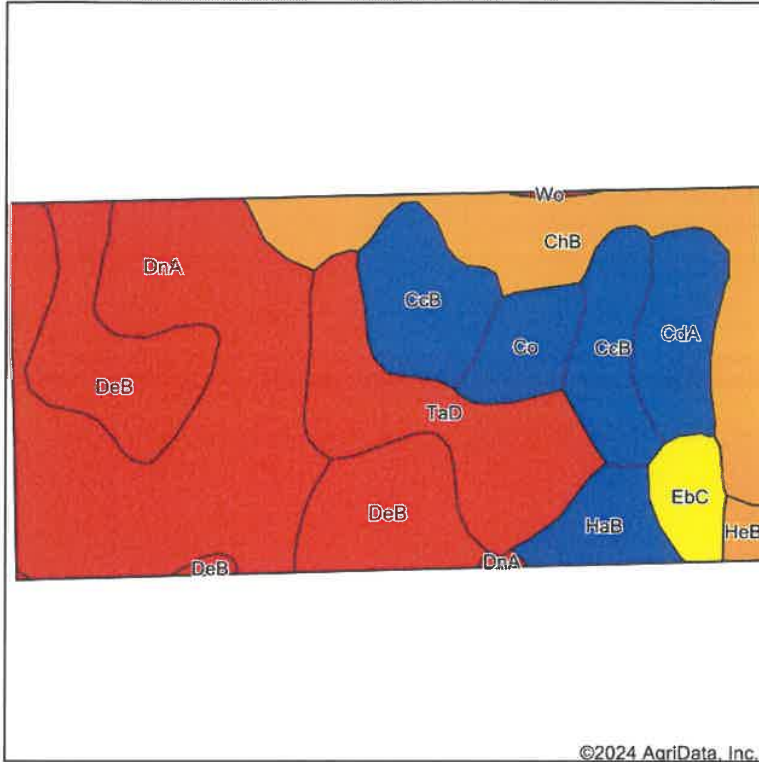 Wo
ChB
DnA
CcB
CdA
Co
CcB
DeB
TaD
EbC
DeB
HaB
HeB
DnA
DeB
©2024 AgriData, Inc.